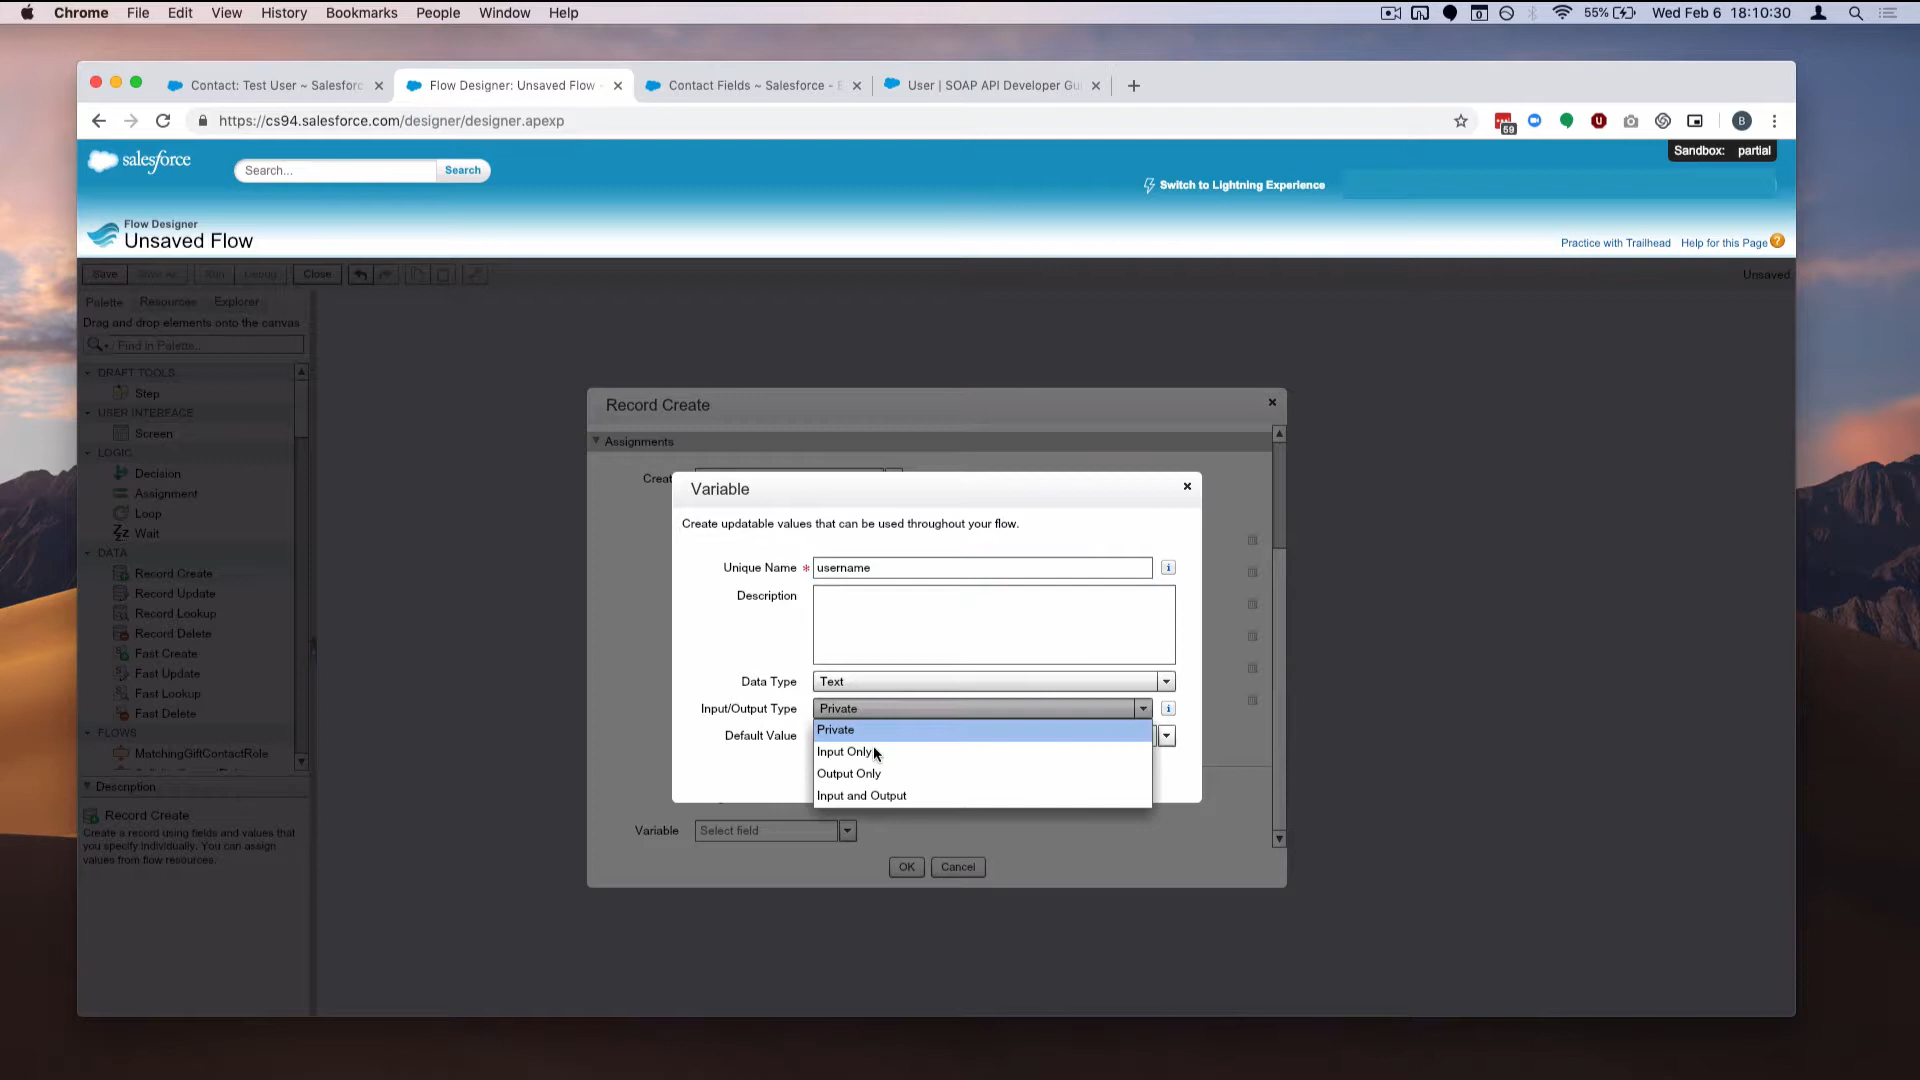 Chrome File Edit View History Bookmarks People Window Help 55% Wed Feb 6 18:10:30
Contact: Test User ~ Salesforc Flow Designer: Unsaved Flow Contact Fields ~ Salesforce - E User | SOAP API Developer Gui
https://cs94.salesforce.com/designer/designer.apexp 59 B
salesforce Search... Search Sandbox: partial
Switch to Lightning Experience
Flow Designer
Unsaved Flow
Practice with Trailhead Help for this Page
Save Save As Run Debug Close Unsaved
Palette Resources Explorer
Drag and drop elements onto the canvas
Find in Palette...
DRAFT TOOLS
Step
USER INTERFACE
Screen
LOGIC
Decision
Assignment
Loop
Wait
DATA
Record Create
Record Update
Record Lookup
Record Delete
Fast Create
Fast Update
Fast Lookup
Fast Delete
FLOWS
MatchingGiftContactRole
Description
Record Create
Create a record using fields and values that
you specify individually. You can assign
values from flow resources.
Record Create
Assignments
Creat
Variable
Create updatable values that can be used throughout your flow.
Unique Name * username
Description
Data Type Text
Input/Output Type Private
Default Value
Private
Input Only
Output Only
Input and Output
Variable Select field
OK Cancel